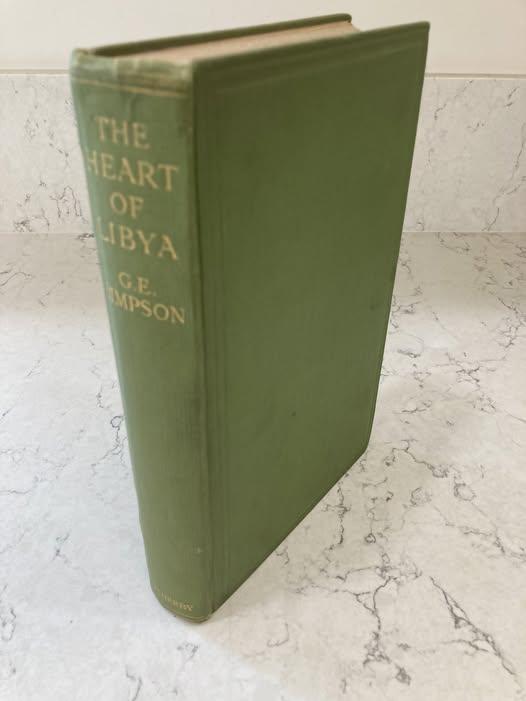 THE
HEART
OF
LIBYA
G.E.
SIMPSON